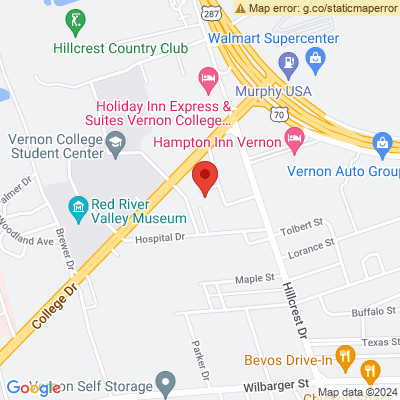 Map error: g.co/staticmaperror
287
Hillcrest Country Club
Walmart Supercenter
Murphy USA
Holiday Inn Express &
Suites Vernon College...
70
Vernon College
Student Center
Hampton Inn Vernon
Vernon Auto Group
Palmer Dr
Woodland Ave
Brewer Dr
Red River
Valley Museum
Hospital Dr
Tolbert St
Lorance St
College Dr
Maple St
Hillcrest Dr
Buffalo St
Texas St
Parker Dr
Bevos Drive-In
Vernon Self Storage
Wilbarger St
Google
Map data ©2024